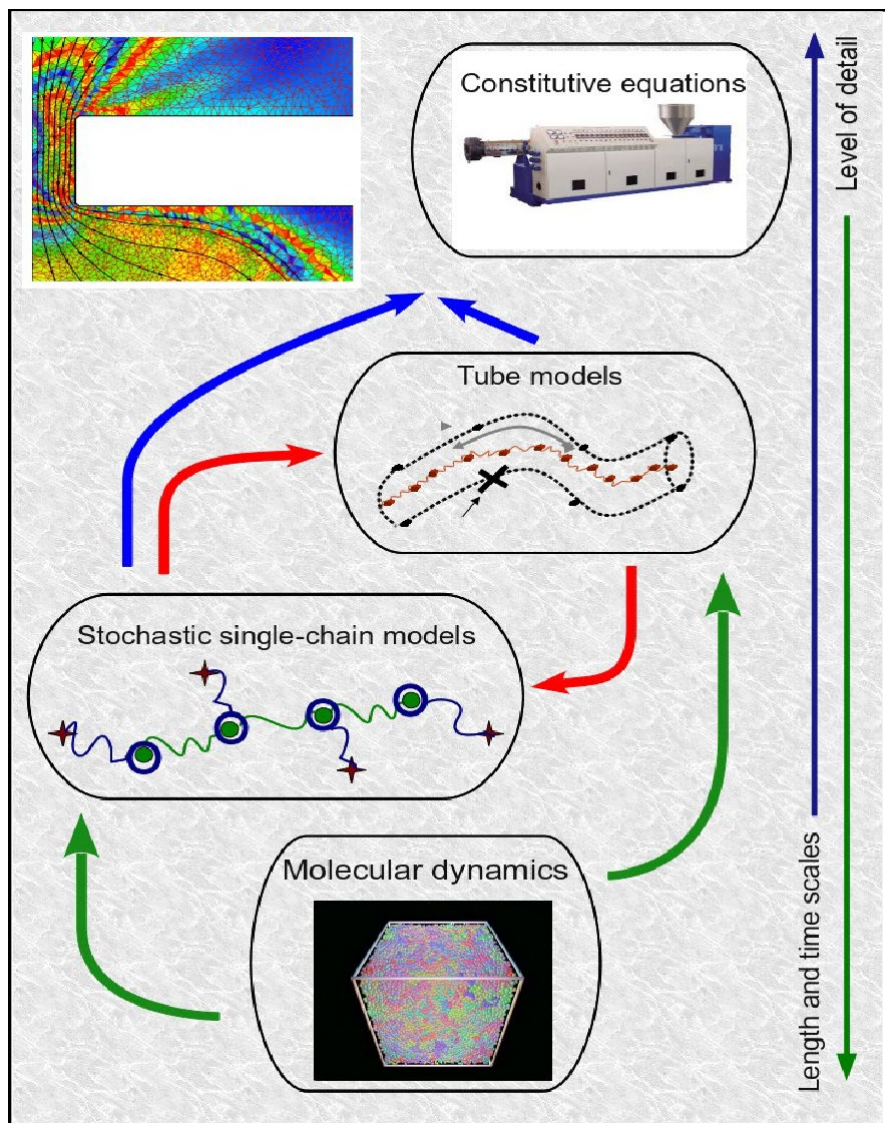 Constitutive equations
Level of detail
Tube models
Stochastic single-chain models
Molecular dynamics
Length and time scales